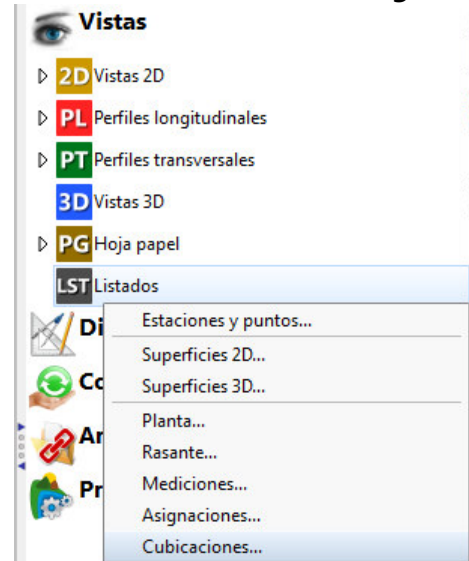 Vistas
2D Vistas 2D
PL Perfiles longitudinales
PT Perfiles transversales
3D Vistas 3D
PG Hoja papel
LST Listados
Di
Estaciones y puntos...
Superficies 2D...
Co
Superficies 3D...
Planta...
Ar
Rasante...
Pr
Mediciones...
Asignaciones...
Cubicaciones...